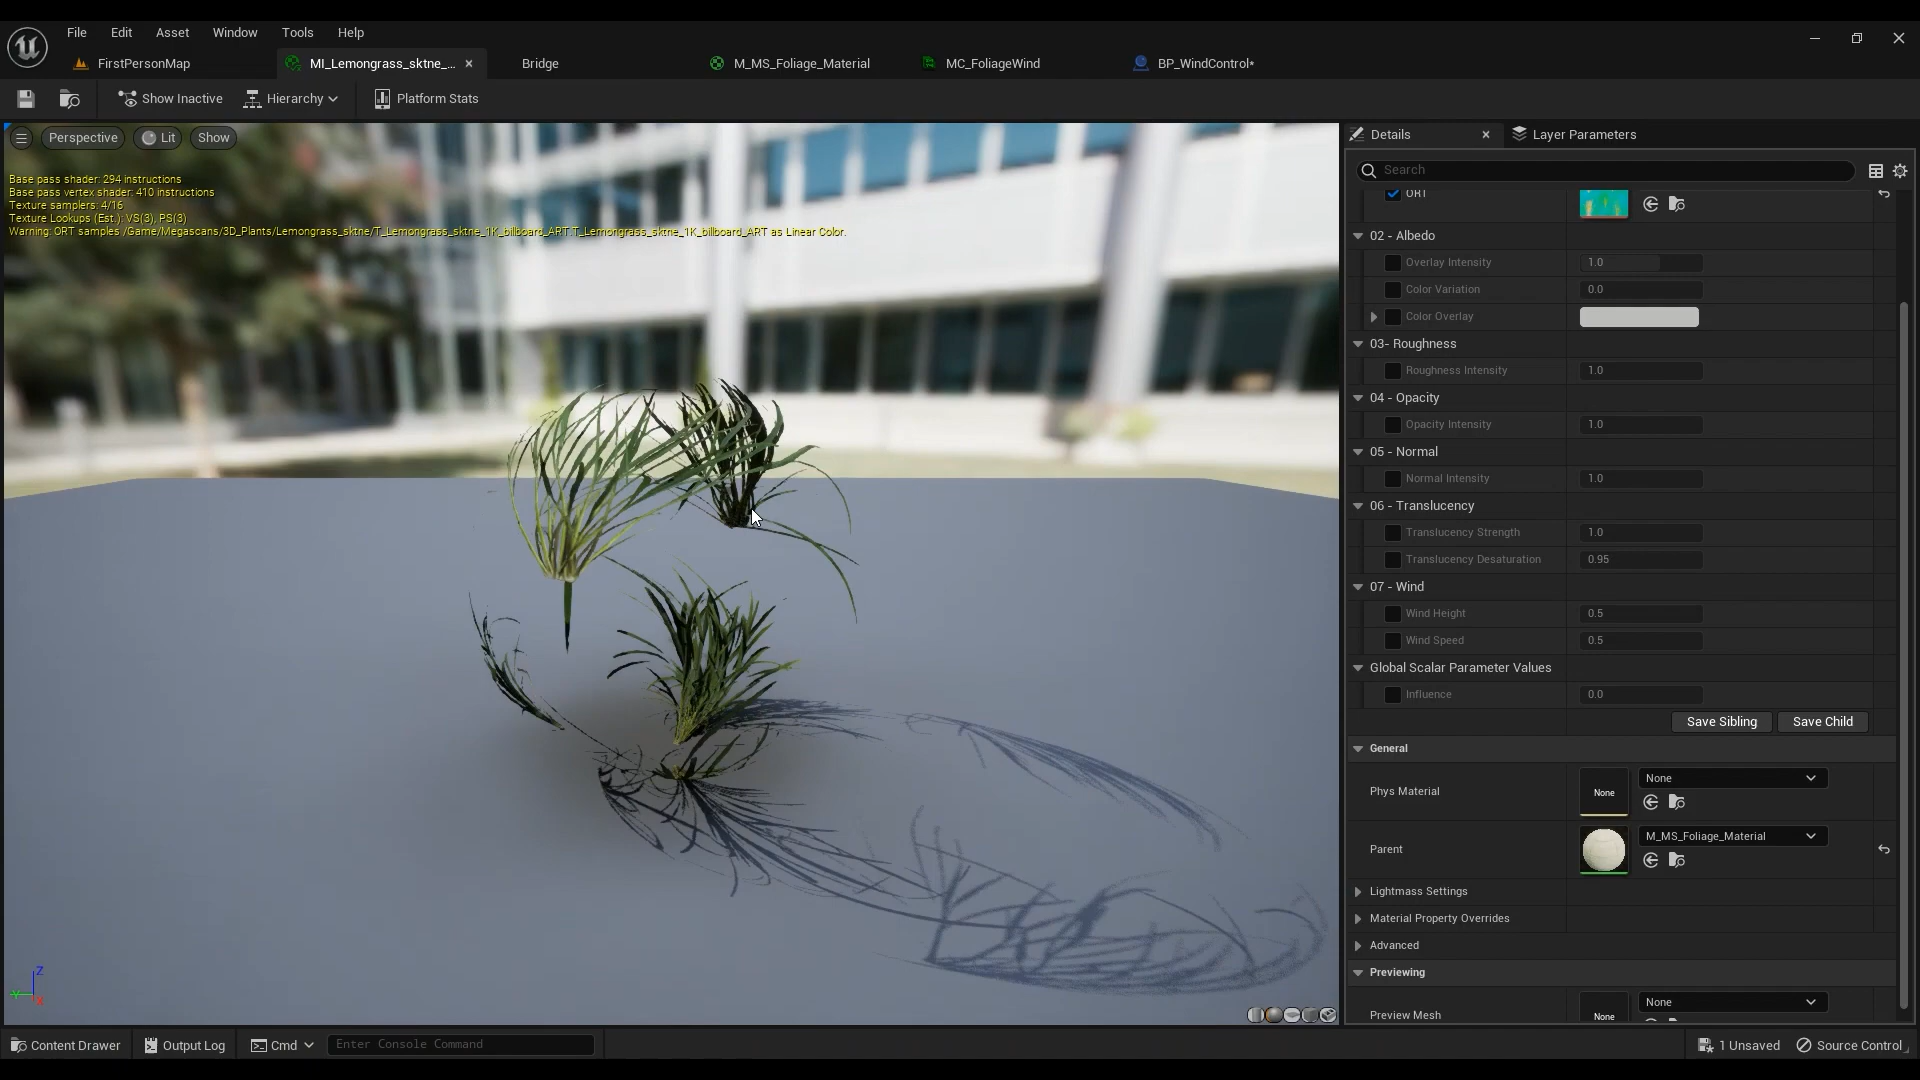 File Edit Asset Window Tools Help
FirstPersonMap MI_Lemongrass_sktne_... Bridge M_MS_Foliage_Material MC_FoliageWind BP_WindControl*
Show Inactive Hierarchy Platform Stats
Perspective Lit Show
Base pass shader: 294 instructions
Base pass vertex shader: 410 instructions
Texture samplers: 4/16
Texture Lookups (Est.): VS(3), PS(3)
Warning: ORT samples /Game/Megascans/3D_Plants/Lemongrass_sktne/T_Lemongrass_sktne_1K_billboard_ART.T_Lemongrass_sktne_1K_billboard_ART as Linear Color.
Z
Y
X
Details Layer Parameters
Search
ORT
02 - Albedo
Overlay Intensity 1.0
Color Variation 0.0
Color Overlay
03- Roughness
Roughness Intensity 1.0
04 - Opacity
Opacity Intensity 1.0
05 - Normal
Normal Intensity 1.0
06 - Translucency
Translucency Strength 1.0
Translucency Desaturation 0.95
07 - Wind
Wind Height 0.5
Wind Speed 0.5
Global Scalar Parameter Values
Influence 0.0
Save Sibling Save Child
General
Phys Material None None
Parent M_MS_Foliage_Material
Lightmass Settings
Material Property Overrides
Advanced
Previewing
Preview Mesh None None
Content Drawer Output Log Cmd Enter Console Command 1 Unsaved Source Control